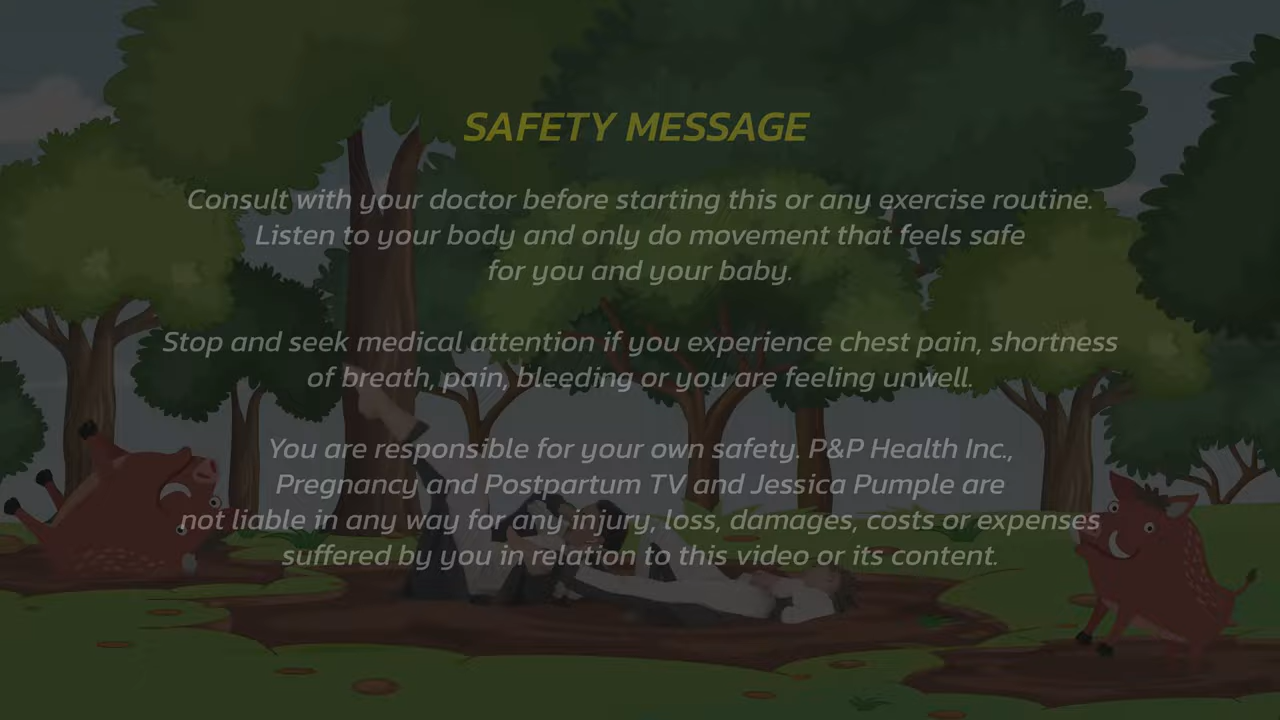 SAFETY MESSAGE
Consult with your doctor before starting this or any exercise routine.
Listen to your body and only do movement that feels safe
for you and your baby.
Stop and seek medical attention if you experience chest pain, shortness
of breath, pain, bleeding or you are feeling unwell.
You are responsible for your own safety. P&P Health Inc.,
Pregnancy and Postpartum TV and Jessica Pumple are
not liable in any way for any injury, loss, damages, costs or expenses
suffered by you in relation to this video or its content.